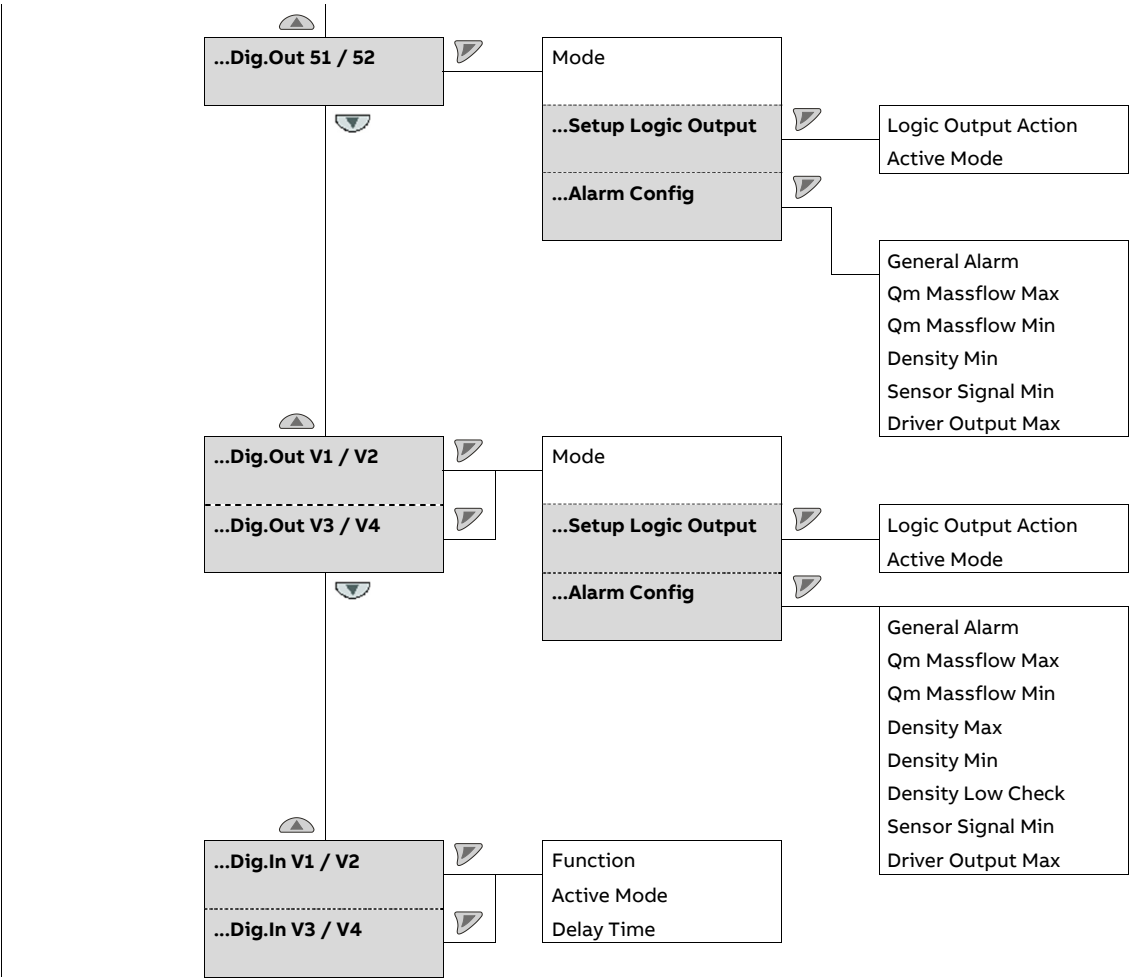 ...Dig.Out 51 / 52
Mode
...Setup Logic Output
Logic Output Action
Active Mode
...Alarm Config
General Alarm
Qm Massflow Max
Qm Massflow Min
Density Min
Sensor Signal Min
Driver Output Max
...Dig.Out V1 / V2
Mode
...Dig.Out V3 / V4
...Setup Logic Output
Logic Output Action
Active Mode
...Alarm Config
General Alarm
Qm Massflow Max
Qm Massflow Min
Density Max
Density Min
Density Low Check
Sensor Signal Min
Driver Output Max
...Dig.In V1 / V2
Function
Active Mode
Delay Time
...Dig.In V3 / V4